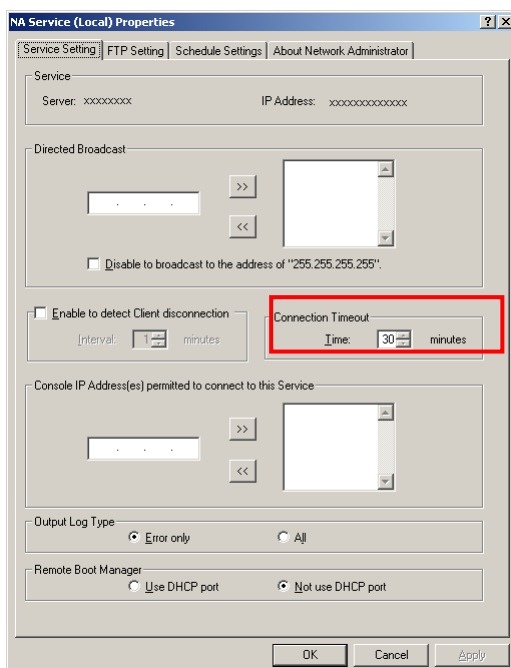 NA Service (Local) Properties
Service Setting FTP Setting Schedule Settings About Network Administrator
Service
Server: xxxxxxxx IP Address: xxxxxxxxxxxxx
Directed Broadcast
>>
<<
Disable to broadcast to the address of "255.255.255.255".
Enable to detect Client disconnection
Interval: 1 minutes
Connection Timeout
Time: 30 minutes
Console IP Address(es) permitted to connect to this Service
>>
<<
Output Log Type
Error only All
Remote Boot Manager
Use DHCP port Not use DHCP port
OK Cancel Apply